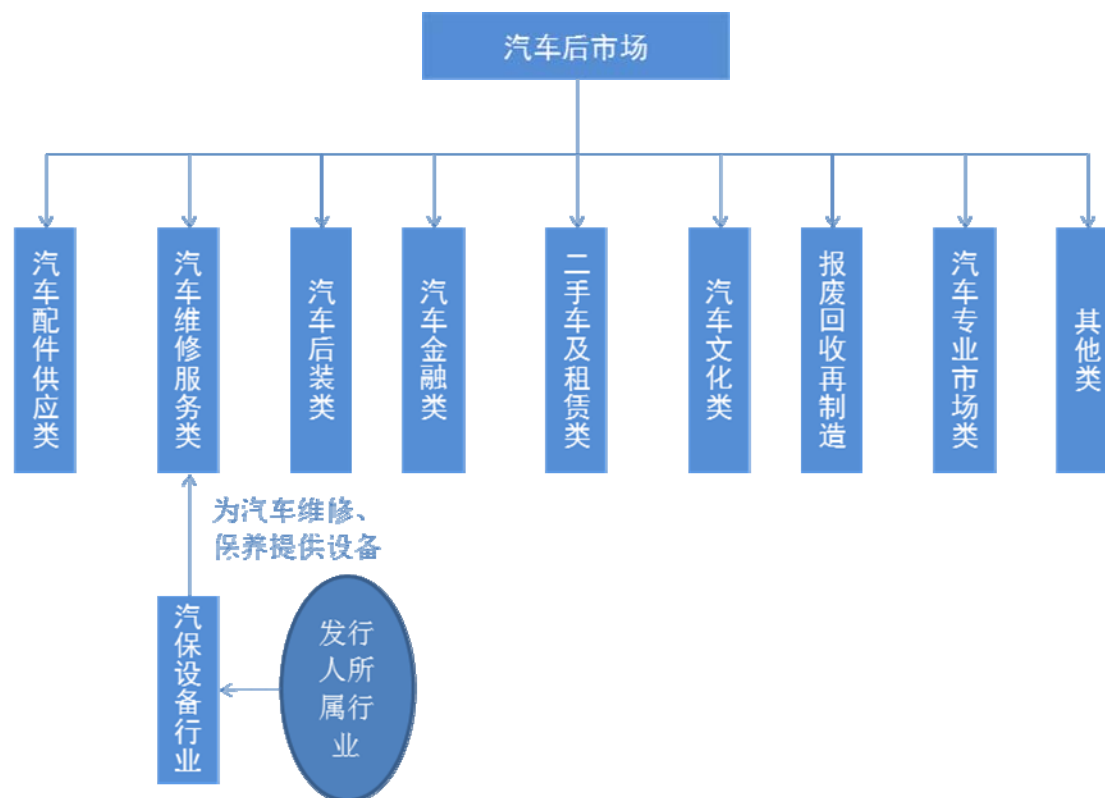 汽车后市场
汽车配件供应类
汽车维修服务类
汽车后装类
汽车金融类
二手车及租赁类
汽车文化类
报废回收再制造
汽车专业市场类
其他类
为汽车维修、
保养提供设备
汽保设备行业
发行
人所
属行
业